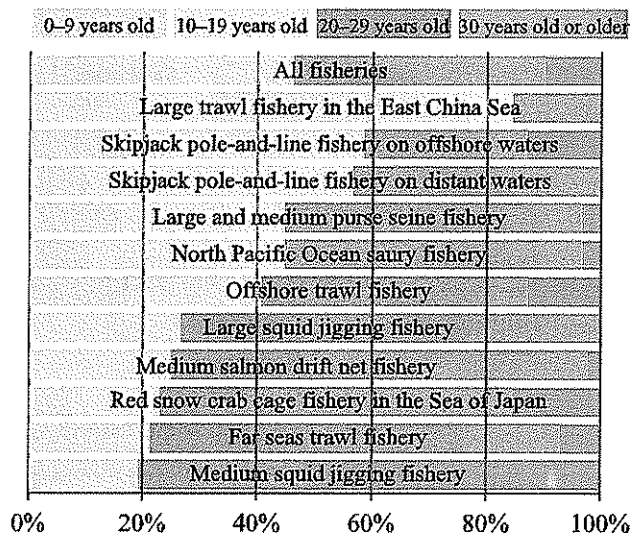 0–9 years old 10–19 years old 20–29 years old 30 years old or older
All fisheries
Large trawl fishery in the East China Sea
Skipjack pole-and-line fishery on offshore waters
Skipjack pole-and-line fishery on distant waters
Large and medium purse seine fishery
North Pacific Ocean saury fishery
Offshore trawl fishery
Large squid jigging fishery
Medium salmon drift net fishery
Red snow crab cage fishery in the Sea of Japan
Far seas trawl fishery
Medium squid jigging fishery
0% 20% 40% 60% 80% 100%